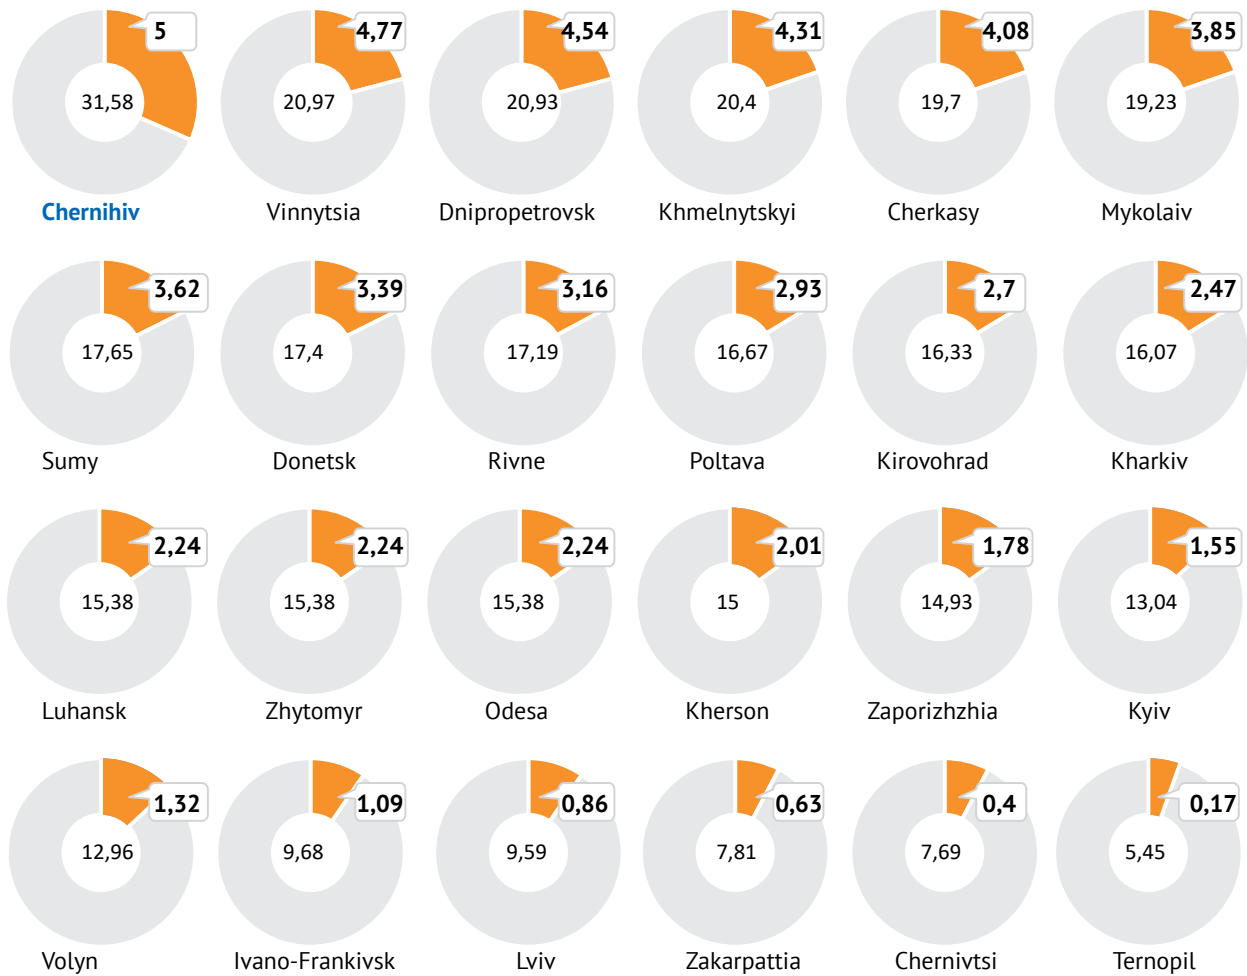 5 4,77 4,54 4,31 4,08 3,85
31,58 20,97 20,93 20,4 19,7 19,23
Chernihiv Vinnytsia Dnipropetrovsk Khmelnytskyi Cherkasy Mykolaiv
3,62 3,39 3,16 2,93 2,7 2,47
17,65 17,4 17,19 16,67 16,33 16,07
Sumy Donetsk Rivne Poltava Kirovohrad Kharkiv
2,24 2,24 2,24 2,01 1,78 1,55
15,38 15,38 15,38 15 14,93 13,04
Luhansk Zhytomyr Odesa Kherson Zaporizhzhia Kyiv
1,32 1,09 0,86 0,63 0,4 0,17
12,96 9,68 9,59 7,81 7,69 5,45
Volyn Ivano-Frankivsk Lviv Zakarpattia Chernivtsi Ternopil